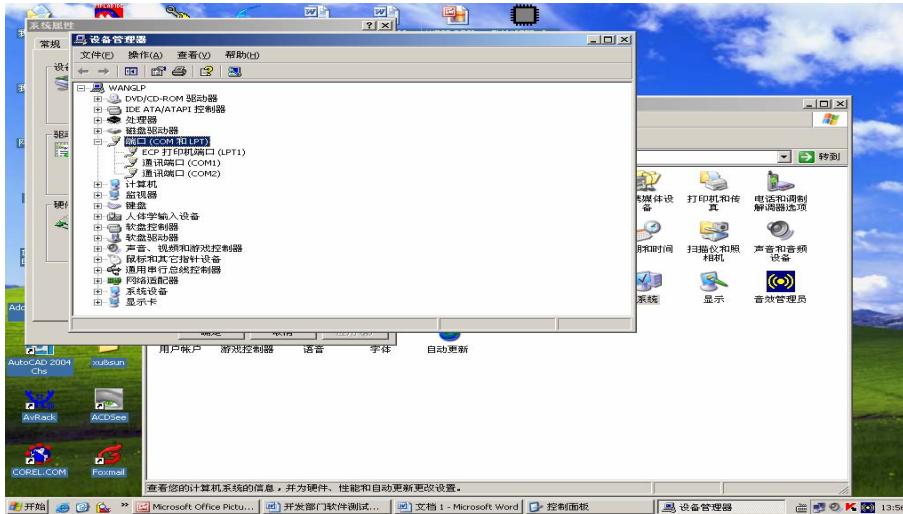 系统属性
常规
设备管理器
文件(F) 操作(A) 查看(V) 帮助(H)
WANGLP
DVD/CD-ROM 驱动器
IDE ATA/ATAPI 控制器
处理器
磁盘驱动器
端口 (COM 和 LPT)
ECP 打印机端口 (LPT1)
通讯端口 (COM1)
通讯端口 (COM2)
计算机
监视器
键盘
人体学输入设备
软盘控制器
软盘驱动器
声音、视频和游戏控制器
鼠标和其它指针设备
通用串行总线控制器
网络适配器
系统设备
显示卡
转到
打印机和传真
电话和调制解调器选项
扫描仪和照相机
声音和音频设备
系统
显示
音效管理员
用户帐户
游戏控制器
语音
字体
自动更新
AutoCAD 2004 Chs
xu8sun
AvRack
ACDSee
COREL.COM
Foxmail
查看您的计算机系统的信息，并为硬件、性能和自动更新更改设置。
开始
Microsoft Office Pictu...
开发部门软件测试...
文档 1 - Microsoft Word
控制面板
设备管理器
13:56